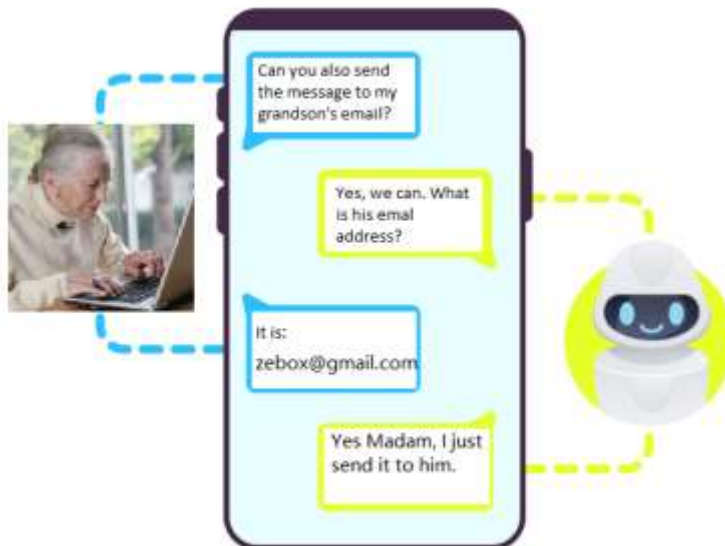 Can you also send
the message to my
grandson's email?
Yes, we can. What
is his emal
address?
It is:
zebox@gmail.com
Yes Madam, I just
send it to him.